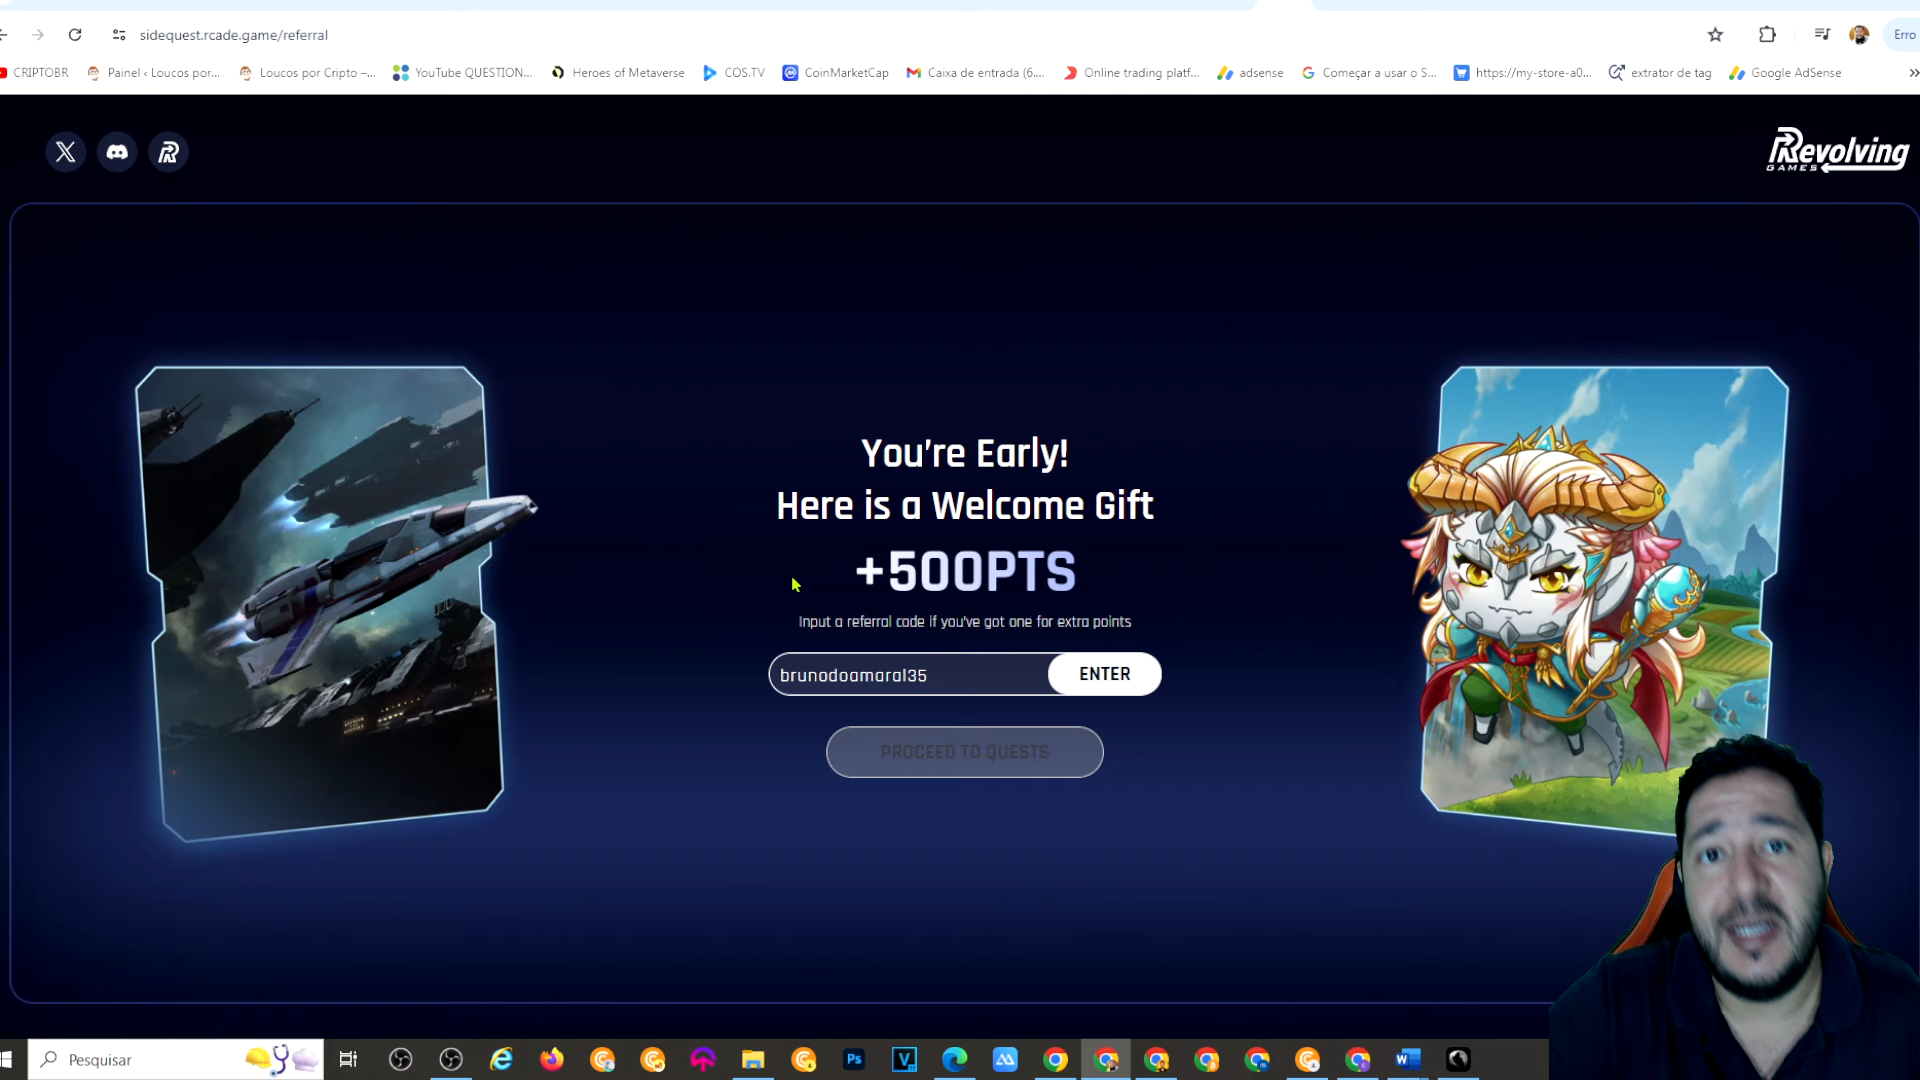 sidequest.rcade.game/referral
Erro
CRIPTOBR
Painel ‹ Loucos por...
Loucos por Cripto –...
YouTube QUESTION...
Heroes of Metaverse
COS.TV
CoinMarketCap
Caixa de entrada (6....
Online trading platf...
adsense
Começar a usar o S...
https://my-store-a0...
extrator de tag
Google AdSense
Revolving
GAMES
You're Early!
Here is a Welcome Gift
+500PTS
Input a referral code if you've got one for extra points
brunodoamaral35
ENTER
PROCEED TO QUESTS
Pesquisar
Ps
V